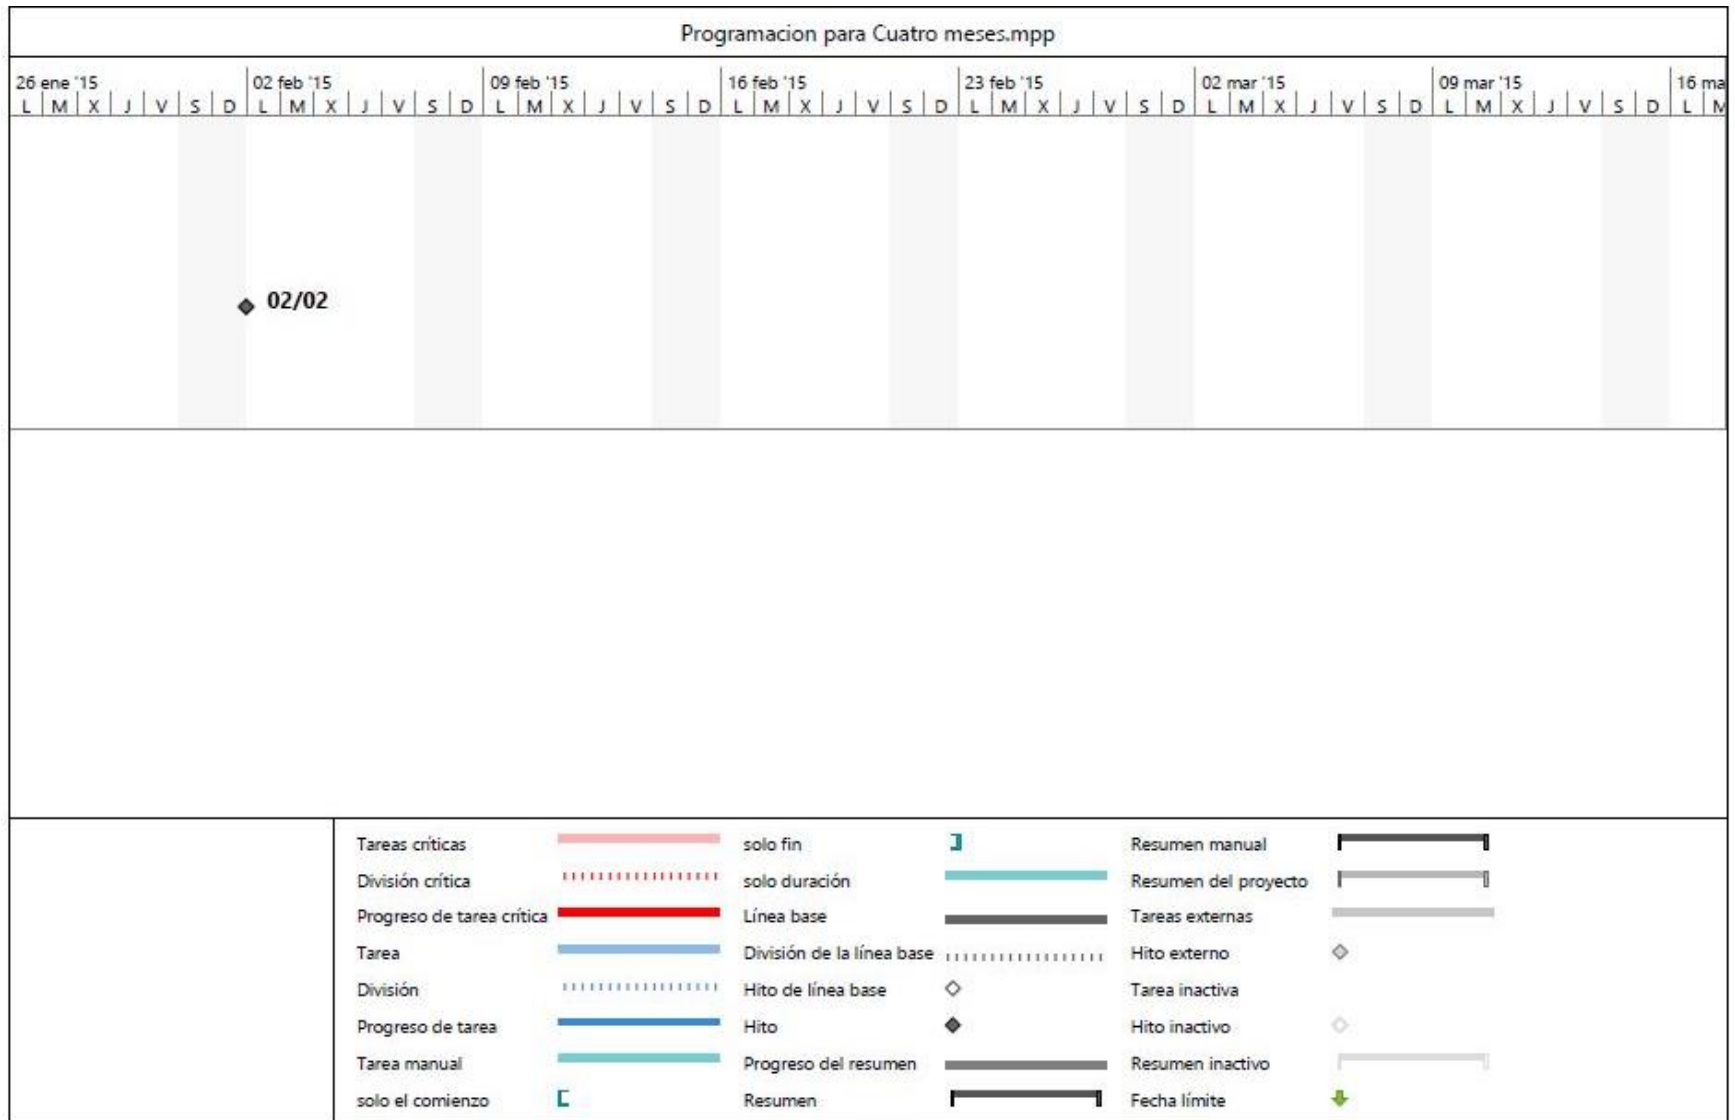 Programacion para Cuatro meses.mpp
26 ene '15 02 feb '15 09 feb '15 16 feb '15 23 feb '15 02 mar '15 09 mar '15 16 ma
L M X J V S D L M X J V S D L M X J V S D L M X J V S D L M X J V S D L M X J V S D L M X J V S D L M
02/02
Tareas críticas solo fin Resumen manual
División crítica solo duración Resumen del proyecto
Progreso de tarea crítica Línea base Tareas externas
Tarea División de la línea base Hito externo
División Hito de línea base Tarea inactiva
Progreso de tarea Hito Hito inactivo
Tarea manual Progreso del resumen Resumen inactivo
solo el comienzo Resumen Fecha límite